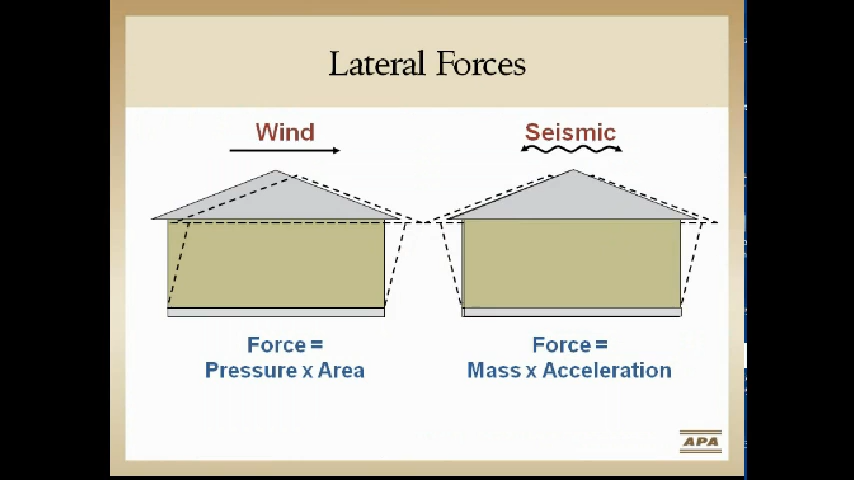 Lateral Forces
Wind
Seismic
Force =
Pressure x Area
Force =
Mass x Acceleration
APA